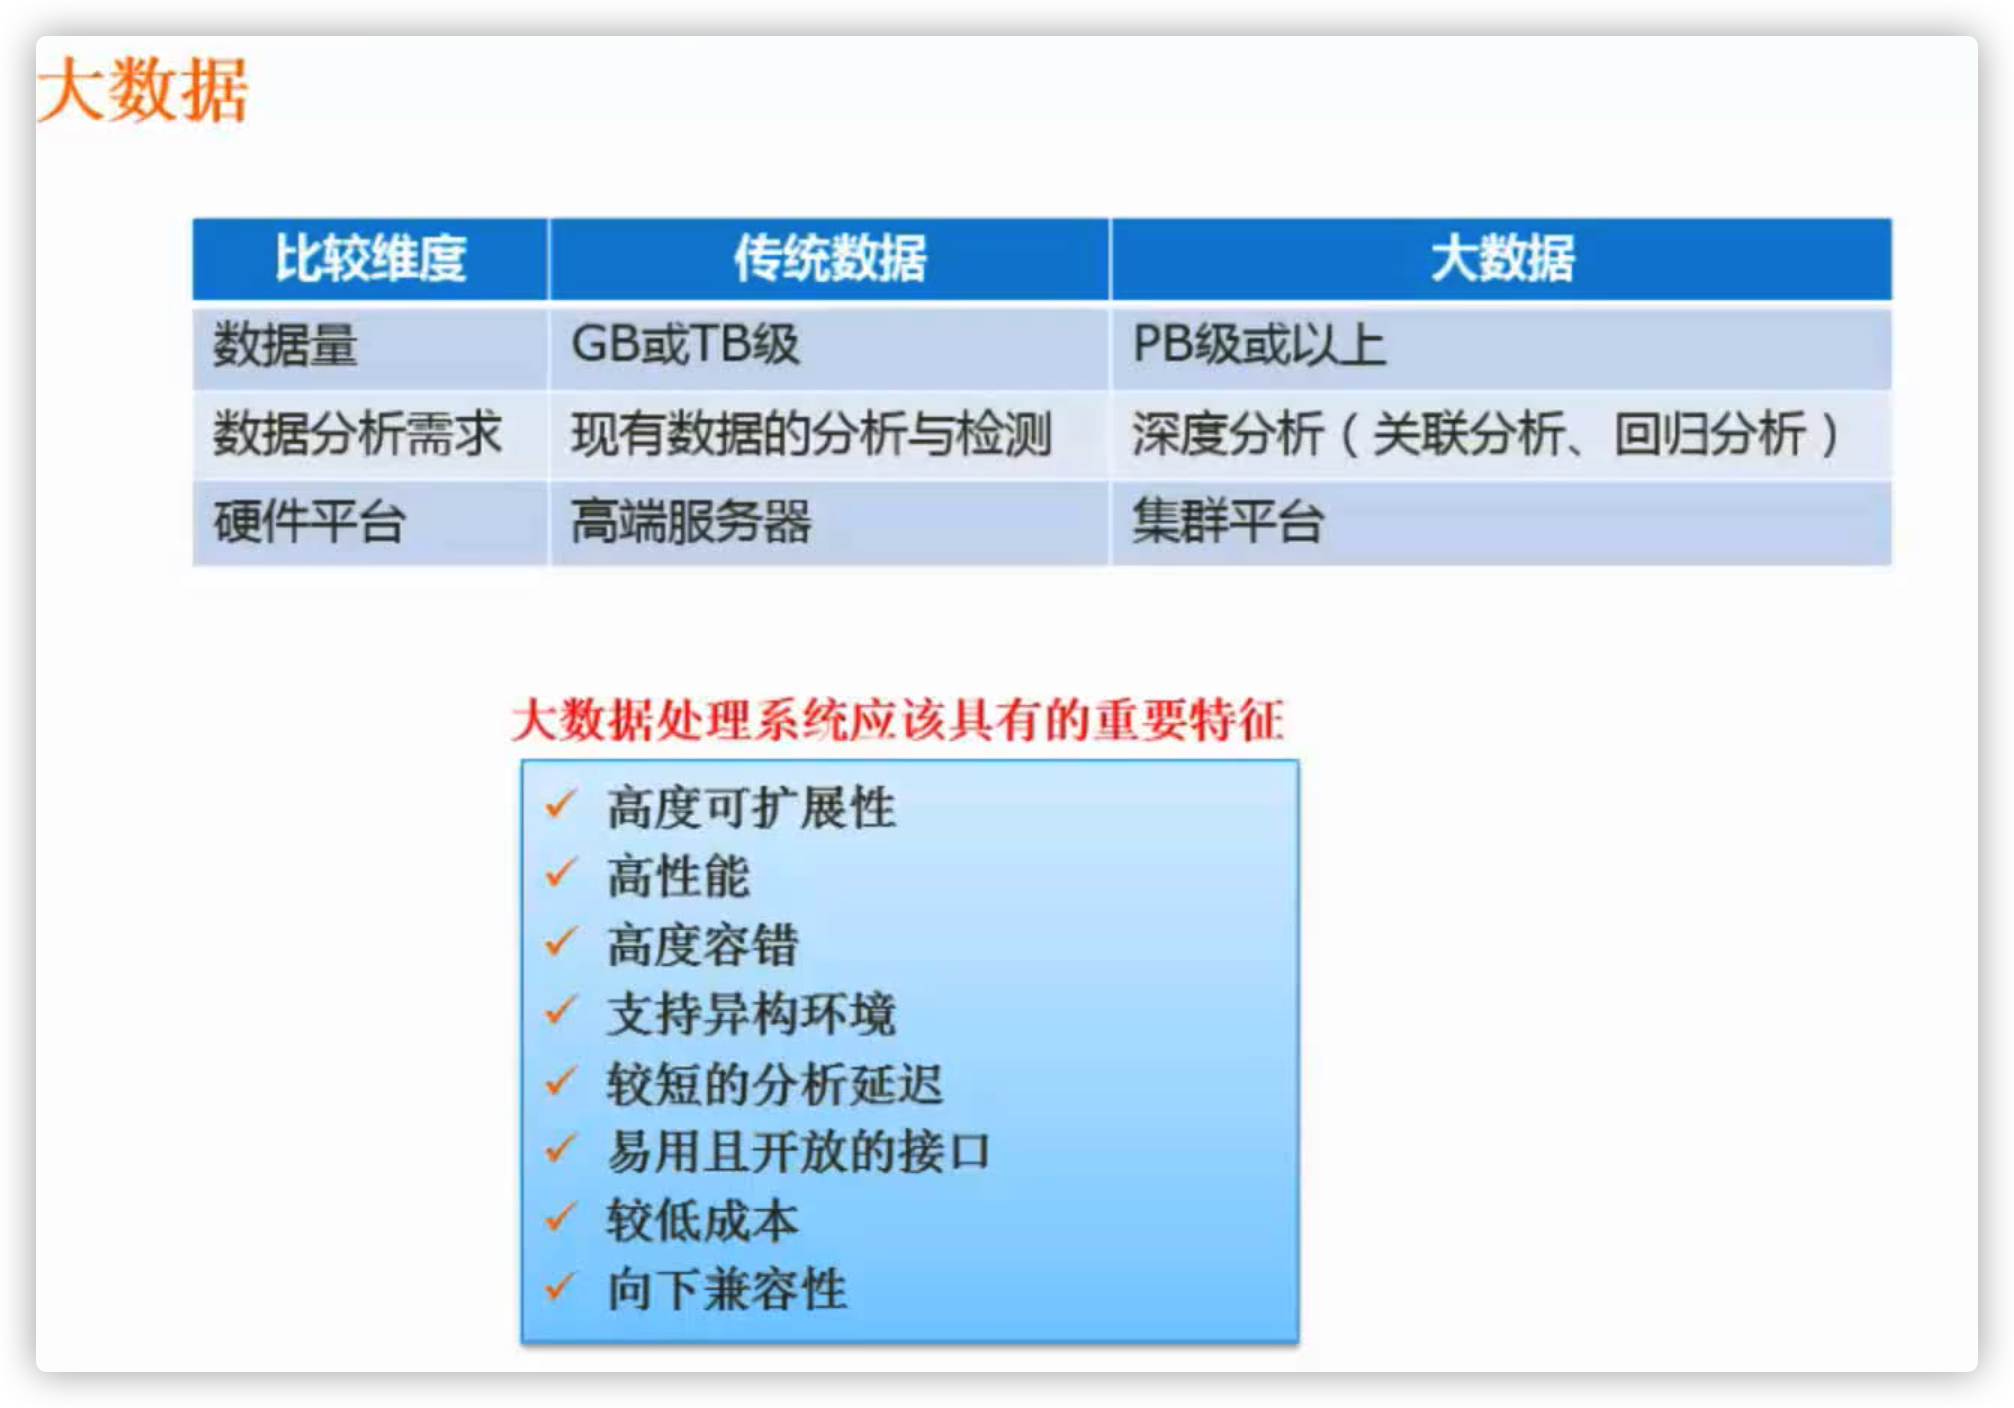 大数据
比较维度 传统数据 大数据
数据量 GB或TB级 PB级或以上
数据分析需求 现有数据的分析与检测 深度分析（关联分析、回归分析）
硬件平台 高端服务器 集群平台
大数据处理系统应该具有的重要特征
✓ 高度可扩展性
✓ 高性能
✓ 高度容错
✓ 支持异构环境
✓ 较短的分析延迟
✓ 易用且开放的接口
✓ 较低成本
✓ 向下兼容性